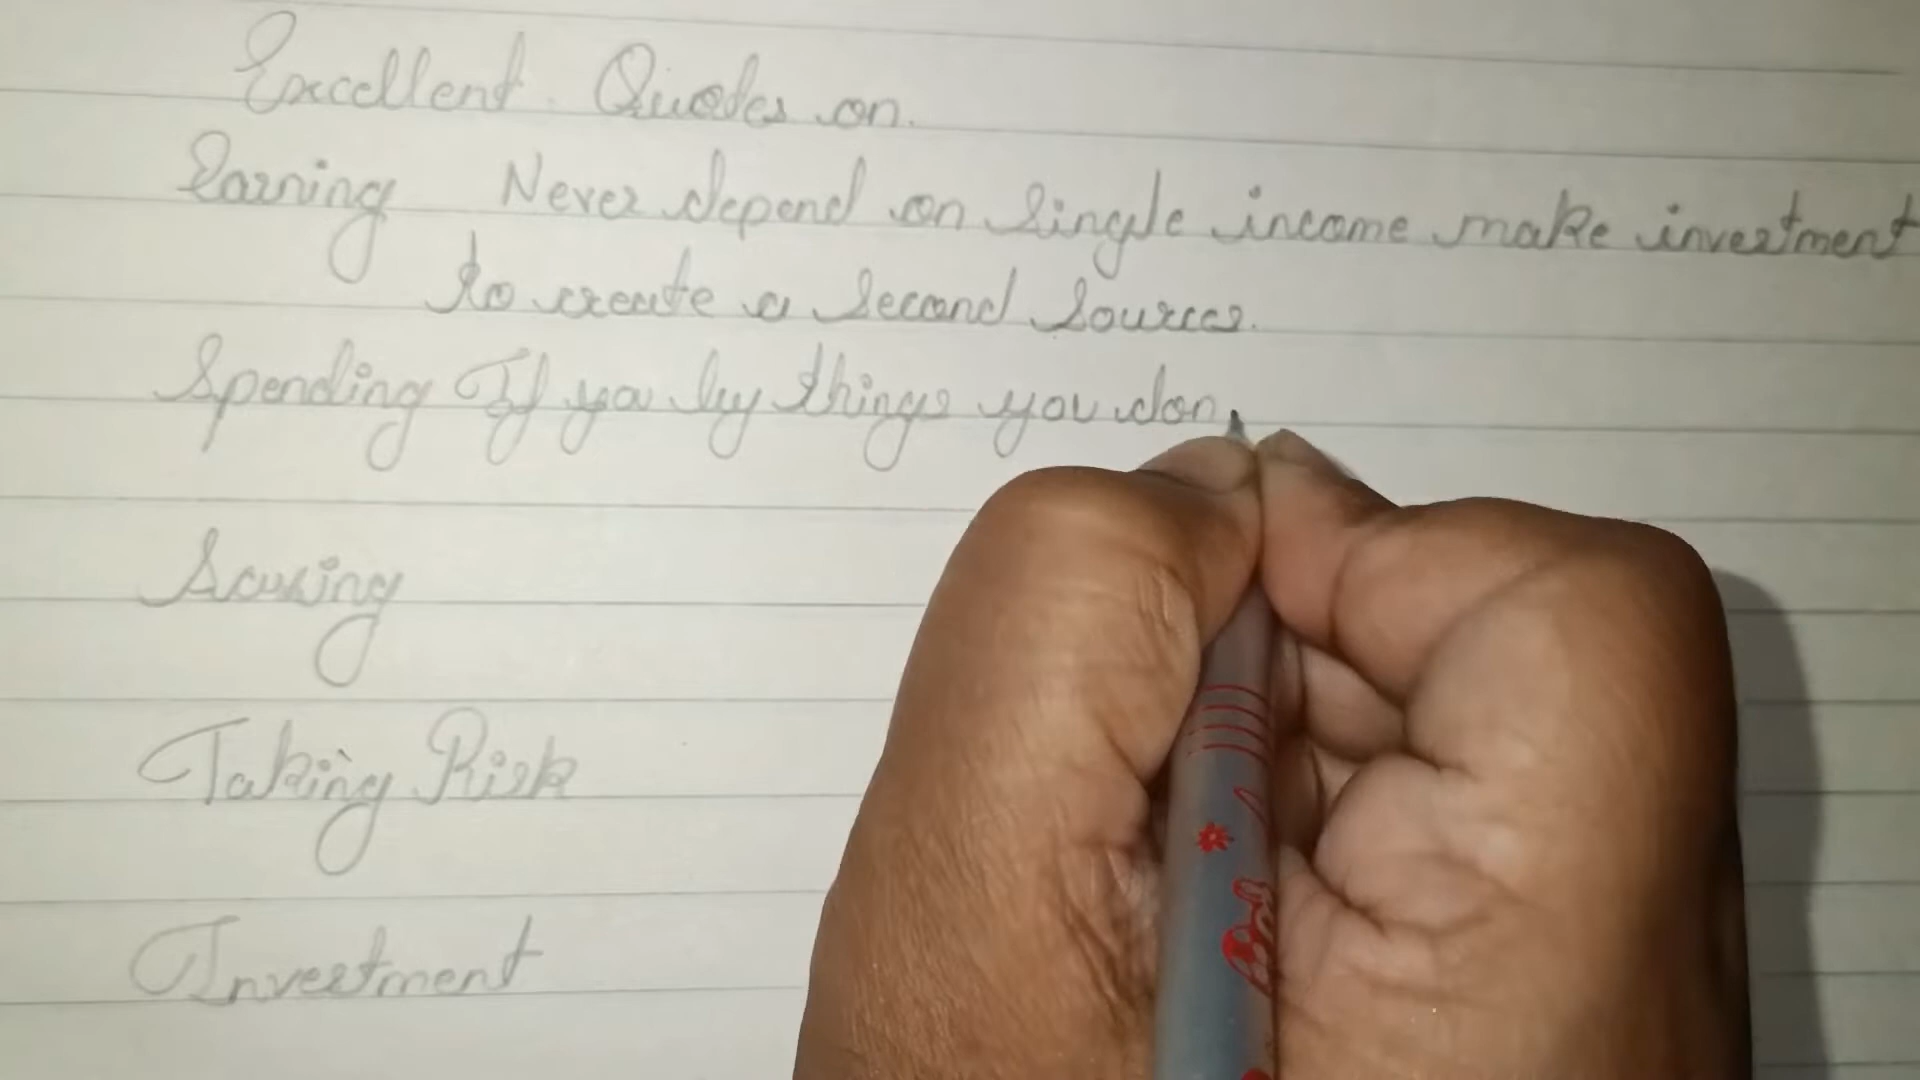 Excellent Quotes on.
Earning Never depend on single income make investment
to create a second sources.
Spending If you by things you don
Saving
Taking Risk
Investment